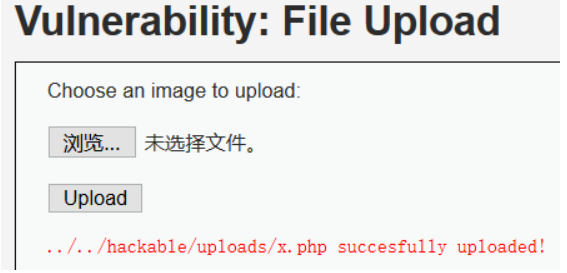 Vulnerability: File Upload
Choose an image to upload:
浏览... 未选择文件。
Upload
../../hackable/uploads/x.php succesfully uploaded!